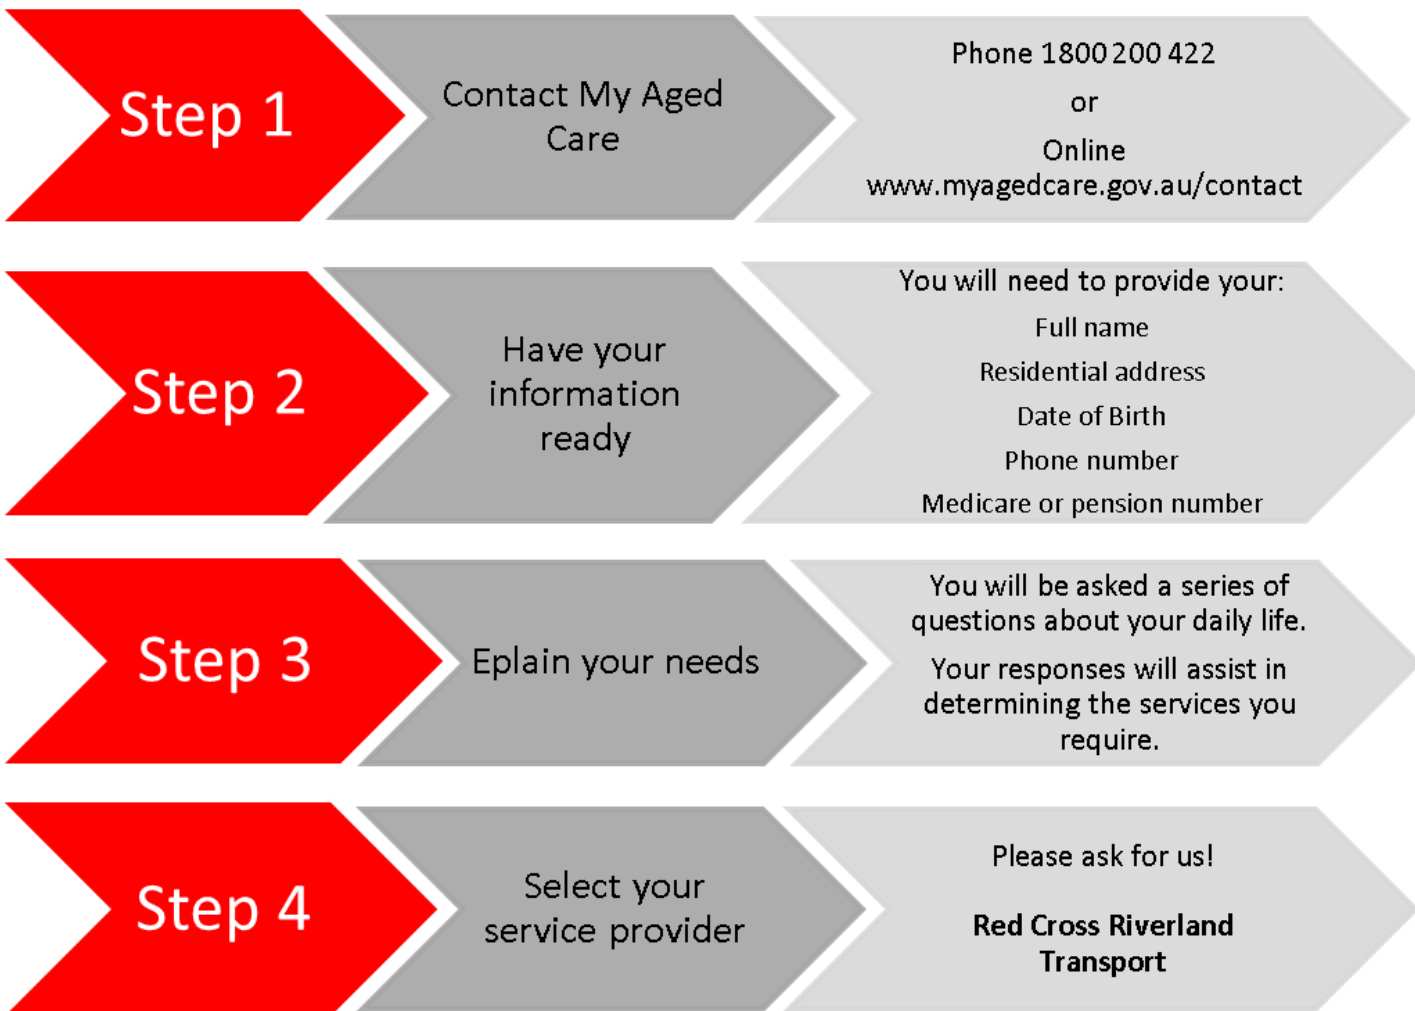 Step 1
Contact My Aged
Care
Phone 1800 200 422
or
Online
www.myagedcare.gov.au/contact
Step 2
Have your
information
ready
You will need to provide your:
Full name
Residential address
Date of Birth
Phone number
Medicare or pension number
Step 3
Eplain your needs
You will be asked a series of
questions about your daily life.
Your responses will assist in
determining the services you
require.
Step 4
Select your
service provider
Please ask for us!
Red Cross Riverland
Transport